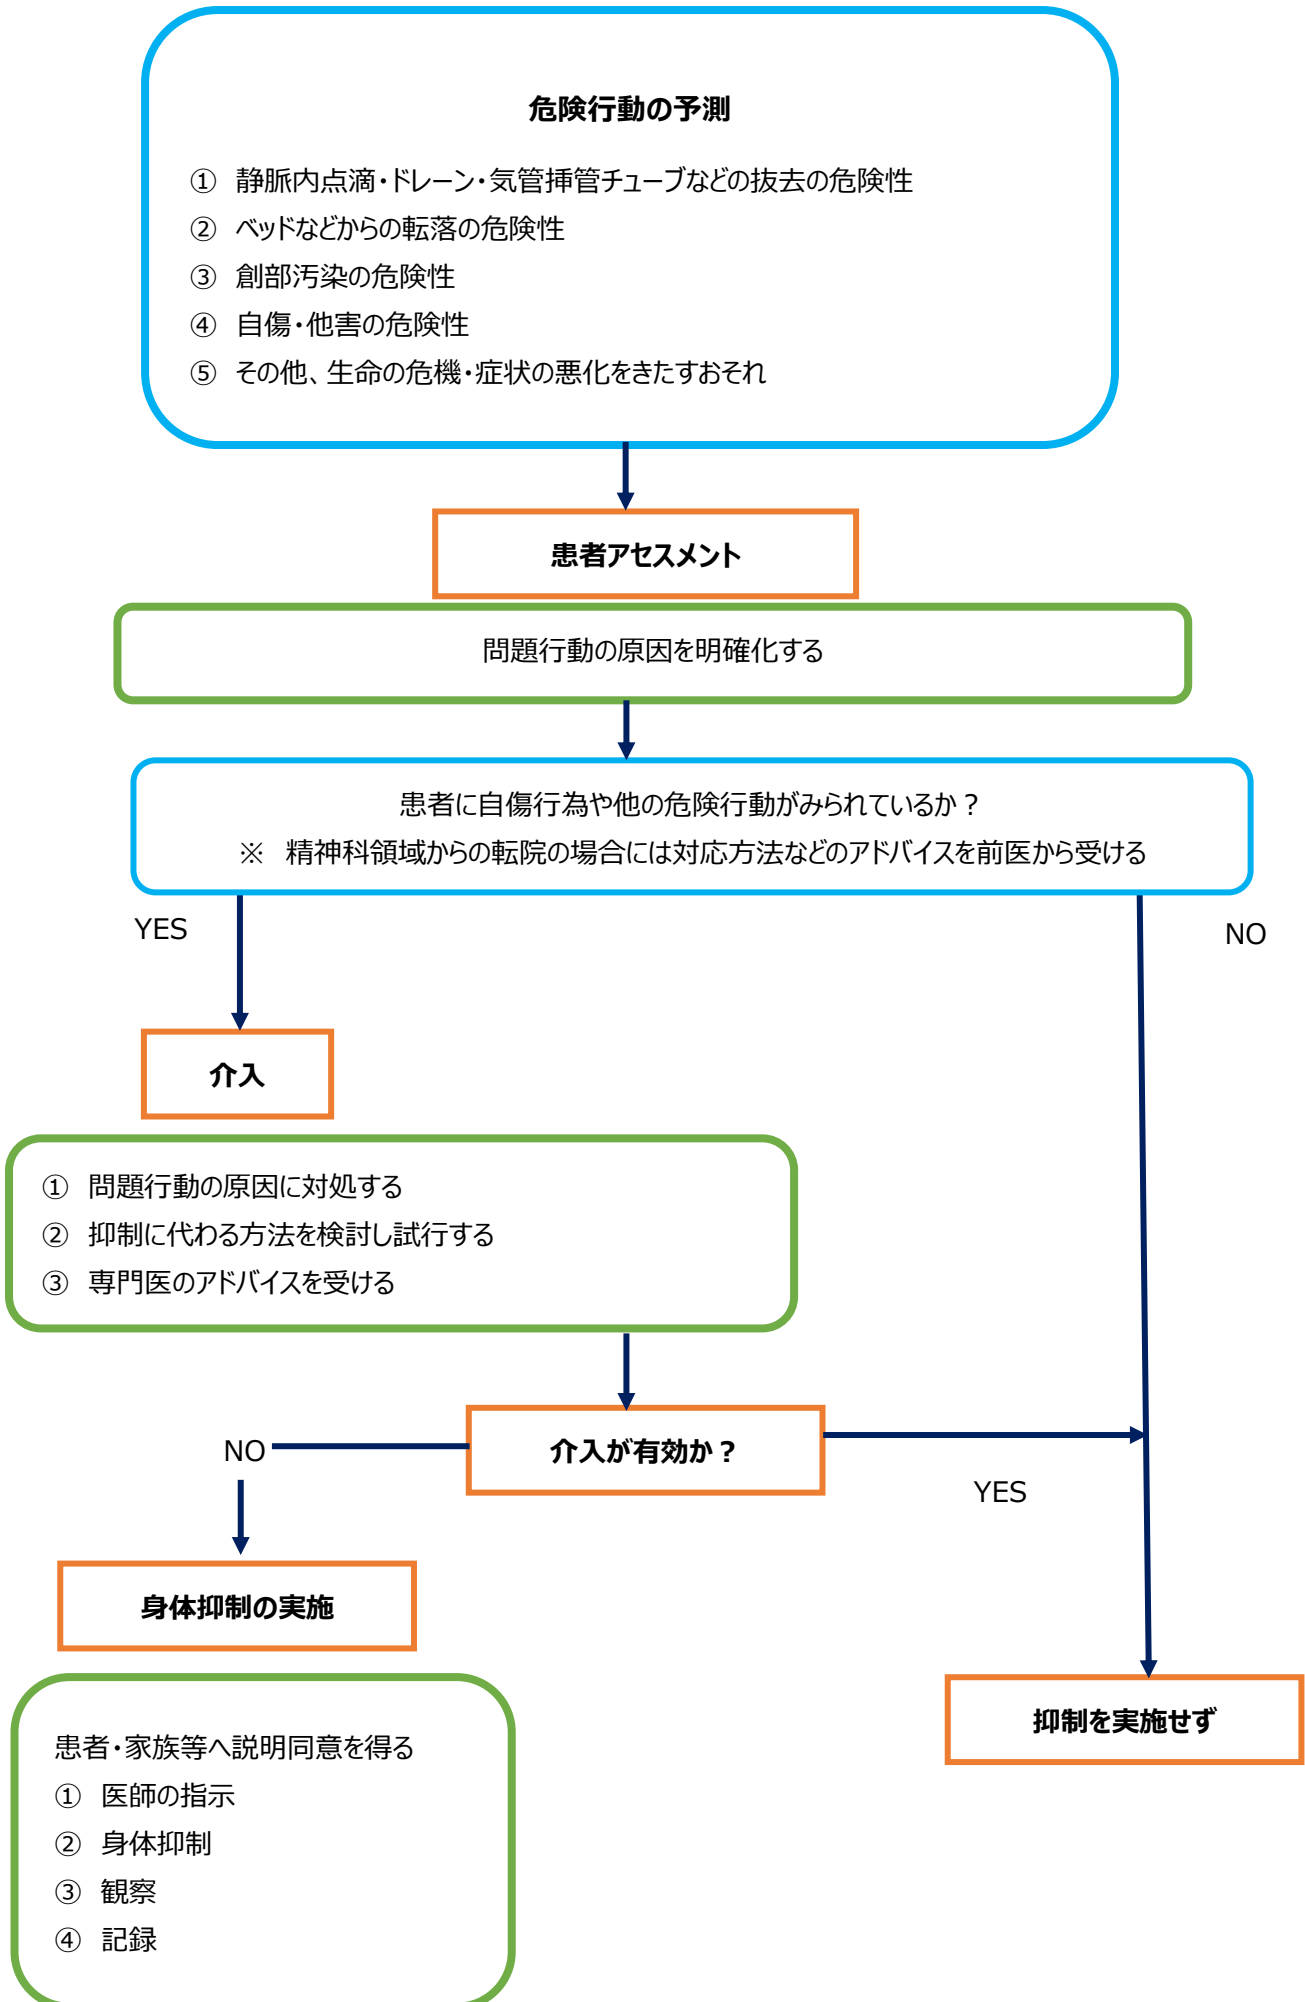 危険行動の予測
① 静脈内点滴・ドレーン・気管挿管チューブなどの抜去の危険性
② ベッドなどからの転落の危険性
③ 創部汚染の危険性
④ 自傷・他害の危険性
⑤ その他、生命の危機・症状の悪化をきたすおそれ
患者アセスメント
問題行動の原因を明確化する
患者に自傷行為や他の危険行動がみられているか？
※ 精神科領域からの転院の場合には対応方法などのアドバイスを前医から受ける
YES
NO
介入
① 問題行動の原因に対処する
② 抑制に代わる方法を検討し試行する
③ 専門医のアドバイスを受ける
介入が有効か？
NO
YES
身体抑制の実施
抑制を実施せず
患者・家族等へ説明同意を得る
① 医師の指示
② 身体抑制
③ 観察
④ 記録